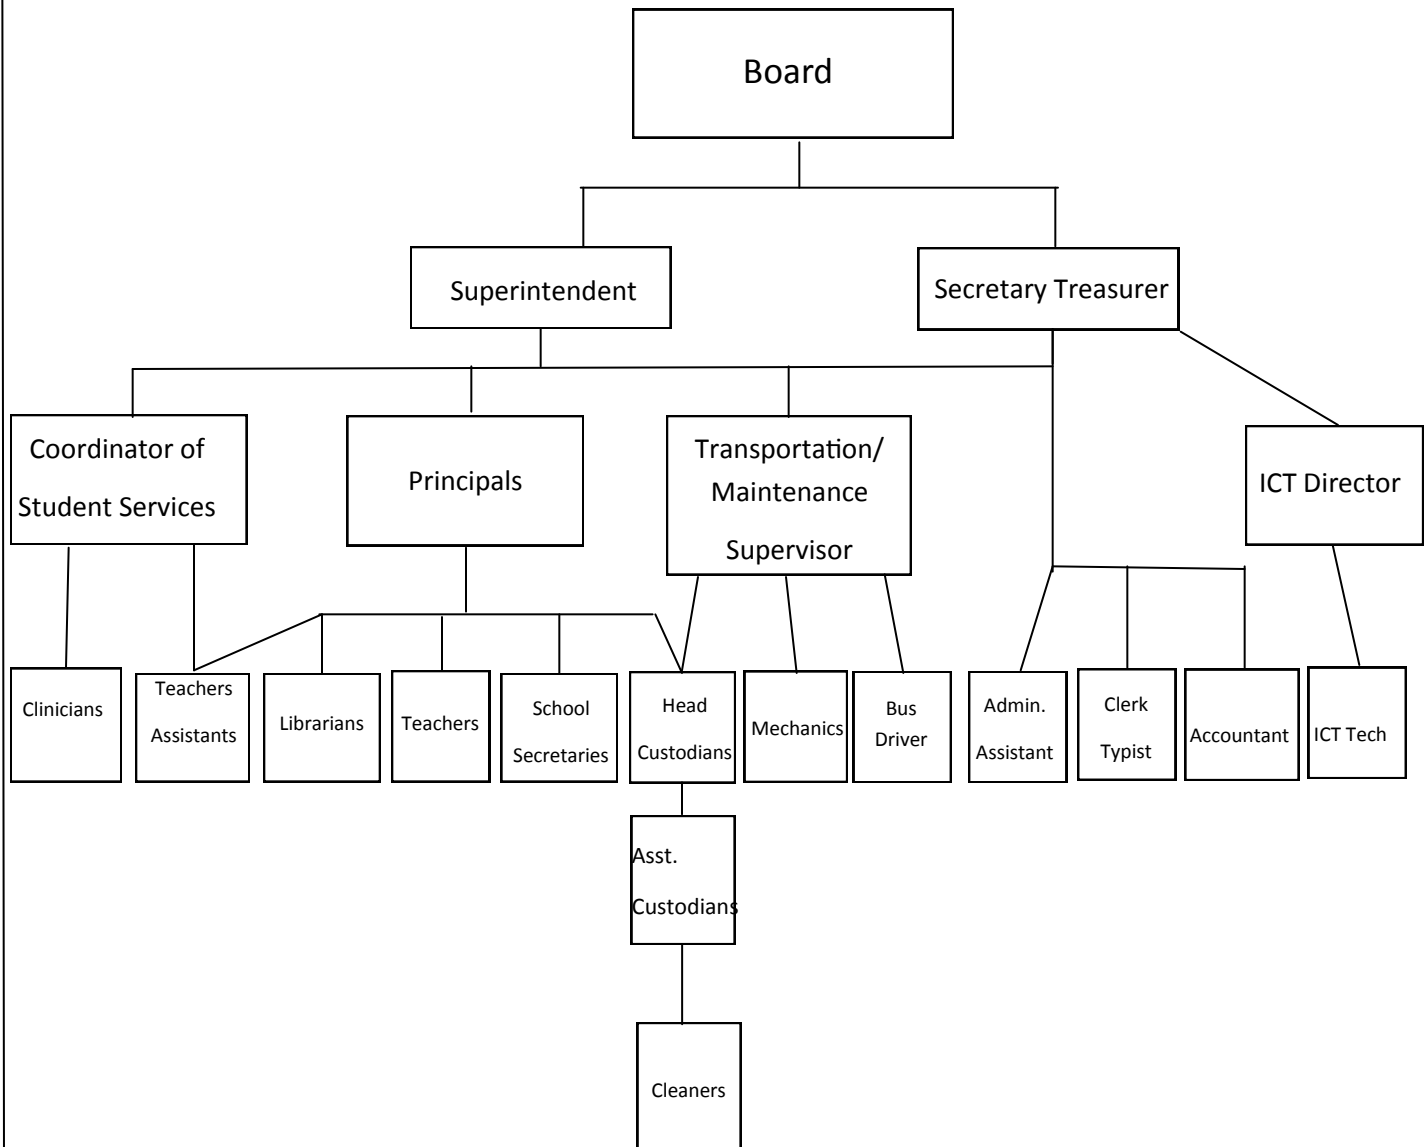 Board
Superintendent
Secretary Treasurer
Coordinator of
Student Services
Principals
Transportation/
Maintenance
Supervisor
ICT Director
Clinicians
Teachers
Assistants
Librarians
Teachers
School
Secretaries
Head
Custodians
Mechanics
Bus
Driver
Admin.
Assistant
Clerk
Typist
Accountant
ICT Tech
Asst.
Custodians
Cleaners